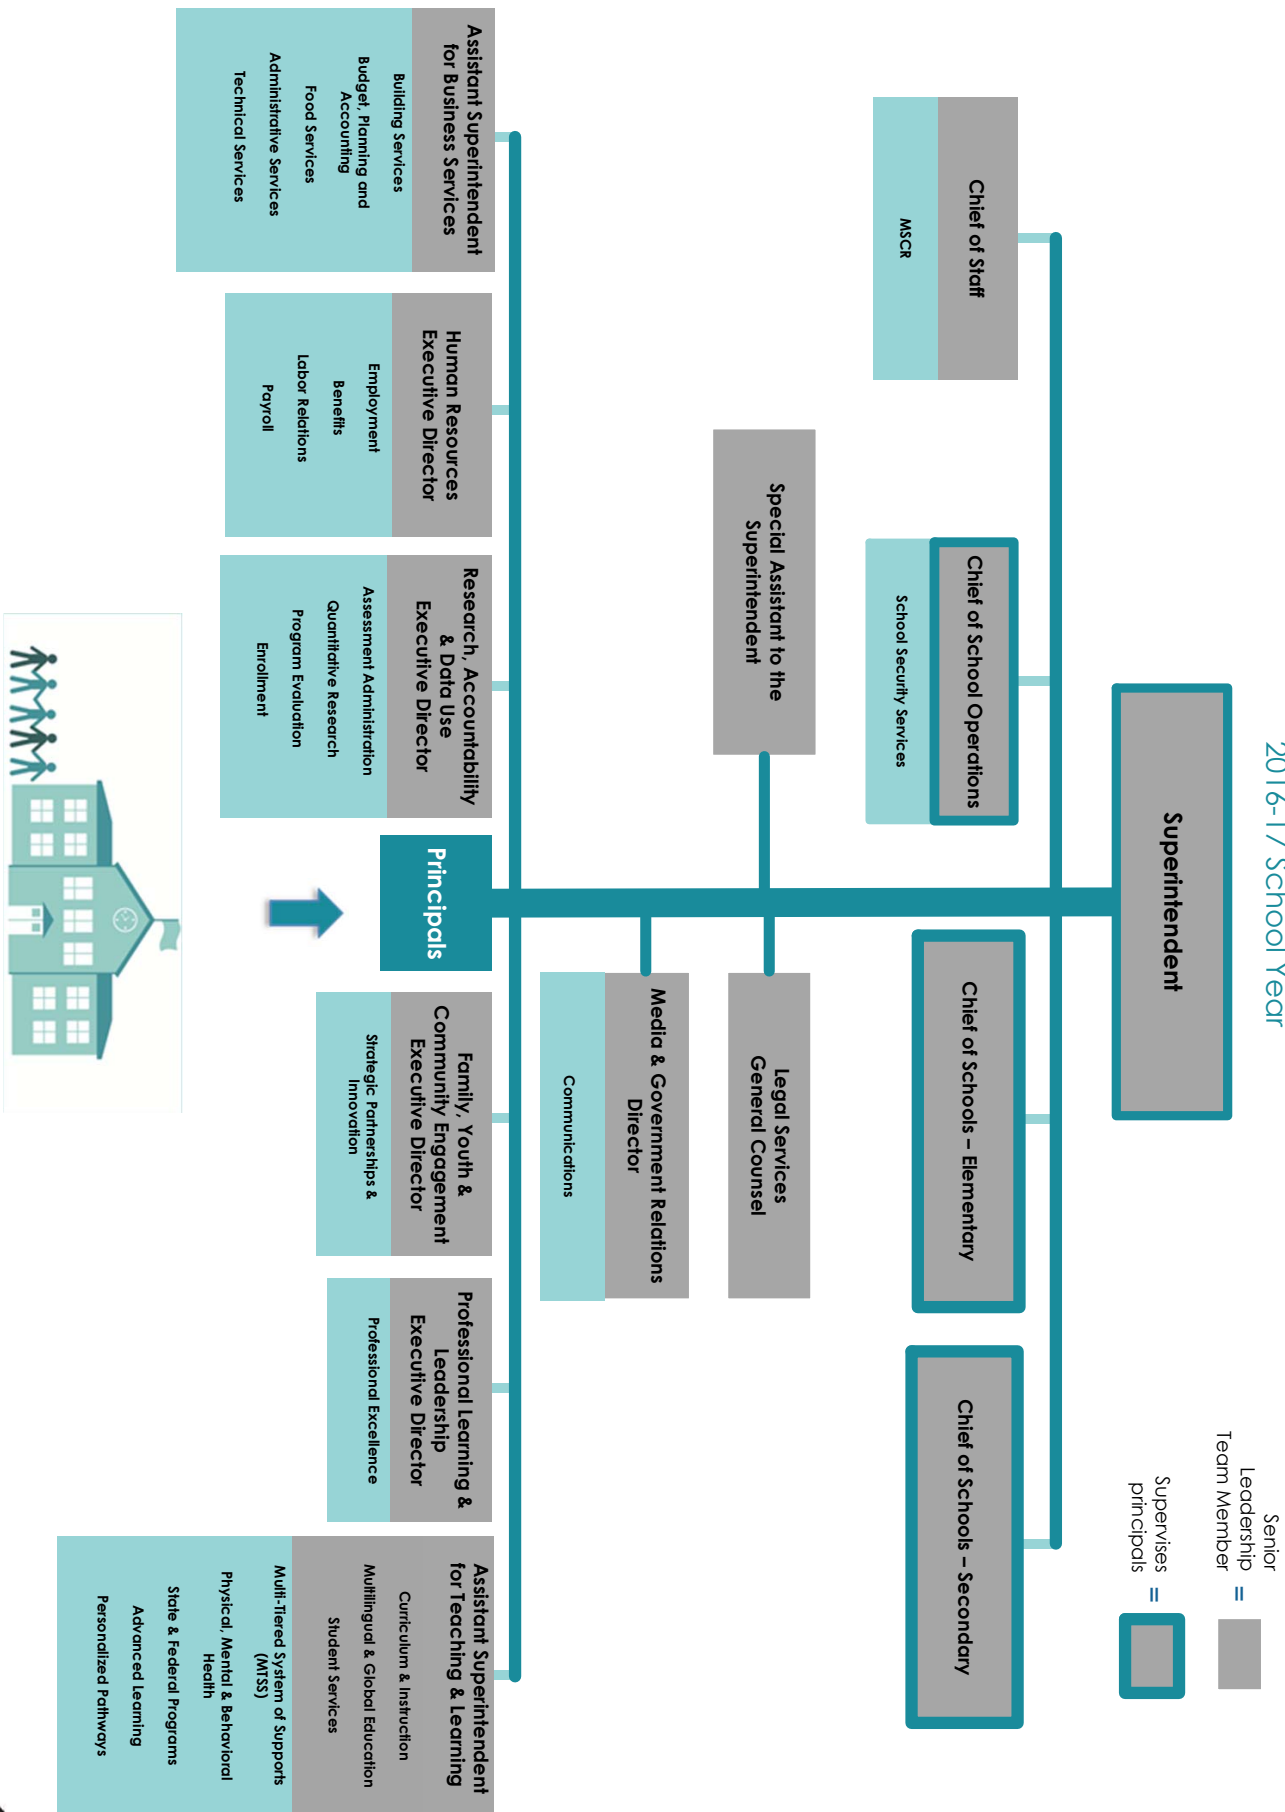 2016-17 School Year
Senior
Leadership
Team Member
=
Supervises
principals
=
Superintendent
Chief of Staff
MSCR
Chief of School Operations
School Security Services
Chief of Schools – Elementary
Chief of Schools – Secondary
Special Assistant to the
Superintendent
Legal Services
General Counsel
Media & Government Relations
Director
Communications
Assistant Superintendent
for Business Services
Building Services
Budget, Planning and
Accounting
Food Services
Administrative Services
Technical Services
Human Resources
Executive Director
Employment
Benefits
Labor Relations
Payroll
Research, Accountability
& Data Use
Executive Director
Assessment Administration
Quantitative Research
Program Evaluation
Enrollment
Principals
Family, Youth &
Community Engagement
Executive Director
Strategic Partnerships &
Innovation
Professional Learning &
Leadership
Executive Director
Professional Excellence
Assistant Superintendent
for Teaching & Learning
Curriculum & Instruction
Multilingual & Global Education
Student Services
Multi-Tiered System of Supports
(MTSS)
Physical, Mental & Behavioral
Health
State & Federal Programs
Advanced Learning
Personalized Pathways